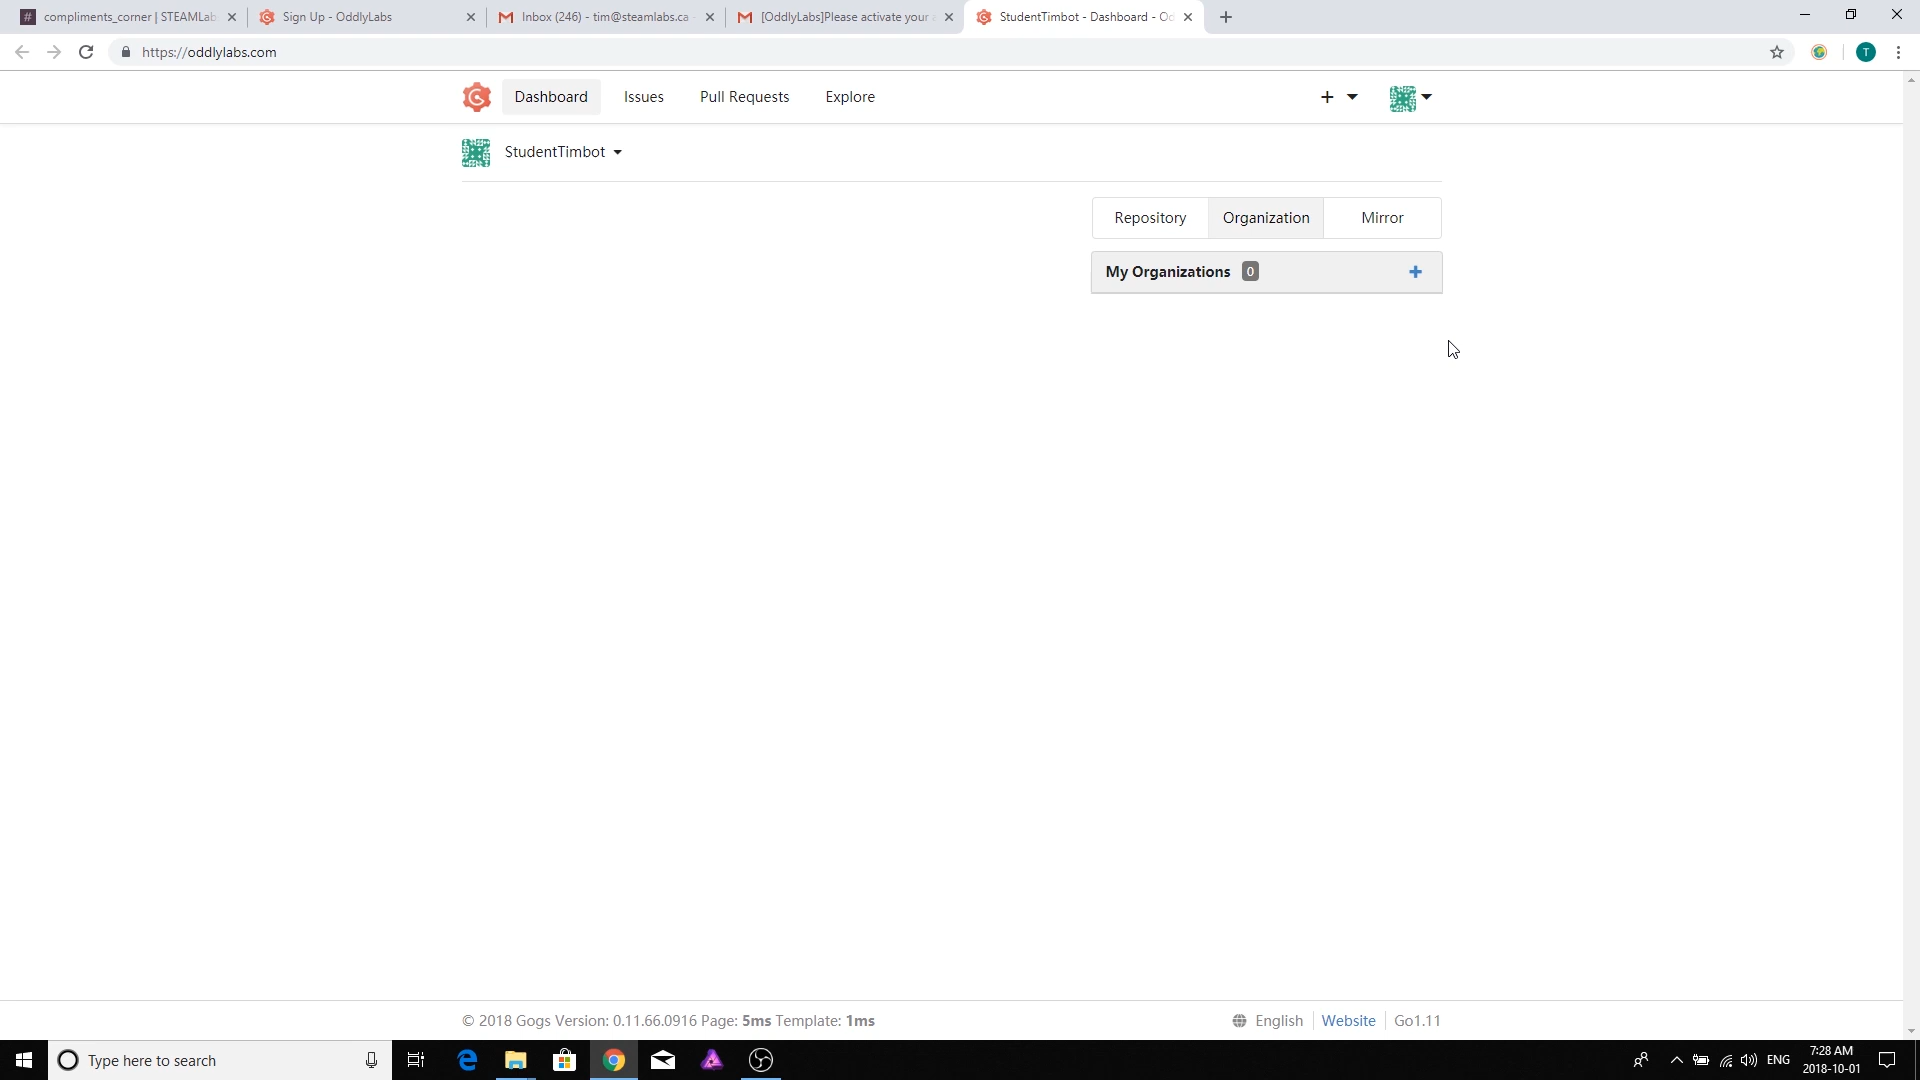 compliments_corner | STEAMLab
Sign Up - OddlyLabs
Inbox (246) - tim@steamlabs.ca -
[OddlyLabs]Please activate your a
StudentTimbot - Dashboard - Od
https://oddlylabs.com
T
Dashboard
Issues
Pull Requests
Explore
StudentTimbot
Repository
Organization
Mirror
My Organizations 0
© 2018 Gogs Version: 0.11.66.0916 Page: 5ms Template: 1ms
English
Website
Go1.11
Type here to search
ENG
7:28 AM
2018-10-01